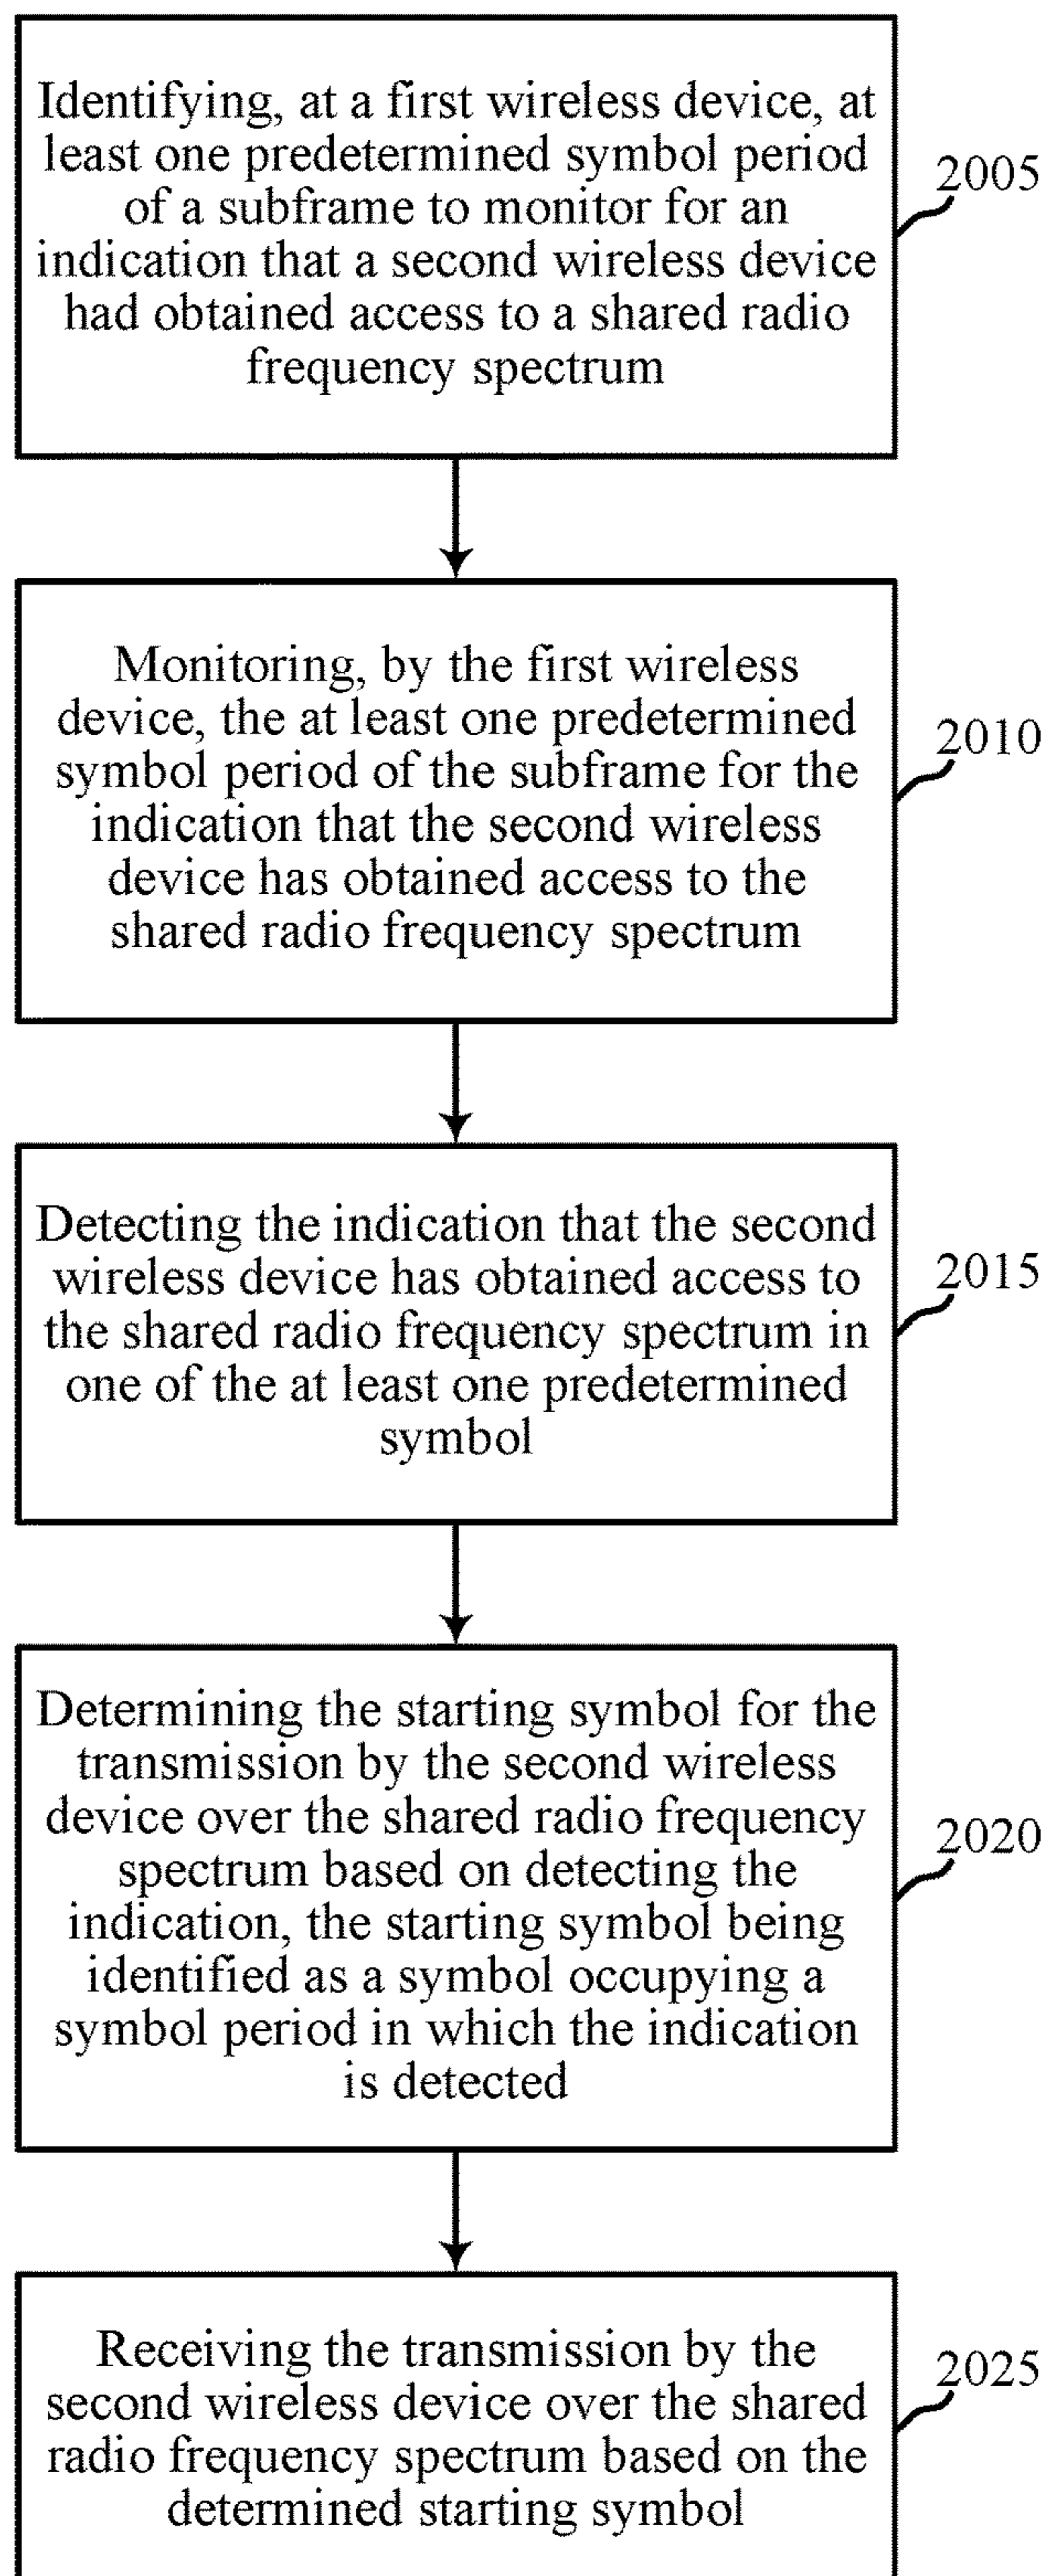 Identifying, at a first wireless device, at
least one predetermined symbol period
of a subframe to monitor for an
indication that a second wireless device
had obtained access to a shared radio
frequency spectrum
2005
Monitoring, by the first wireless
device, the at least one predetermined
symbol period of the subframe for the
indication that the second wireless
device has obtained access to the
shared radio frequency spectrum
2010
Detecting the indication that the second
wireless device has obtained access to
the shared radio frequency spectrum in
one of the at least one predetermined
symbol
2015
Determining the starting symbol for the
transmission by the second wireless
device over the shared radio frequency
spectrum based on detecting the
indication, the starting symbol being
identified as a symbol occupying a
symbol period in which the indication
is detected
2020
Receiving the transmission by the
second wireless device over the shared
radio frequency spectrum based on the
determined starting symbol
2025